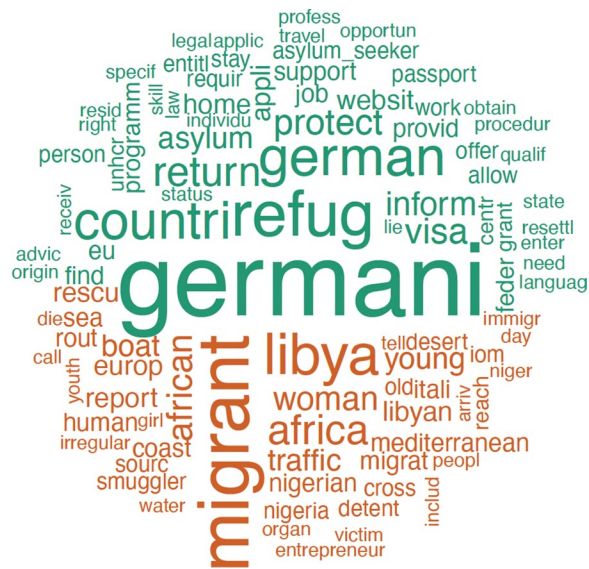 profess
travel opportun
legal applic asylum_seeker
entitl stay support
specif requir passport
appli job websit work obtain
skill law home individu
resid right programm asylum protect provid procedur
person unhcr return german offer qualif
status allow
receiv countri refug inform lie visa centr state
advic eu feder grant resettl
origin find germani enter
need
languag
rescu
die sea immigr
rout boat african migrant libya tell desert day
call europ young iom niger
youth report woman old itali arriv reach
human girl africa libyan
irregular coast mediterranean
sourc traffic migrat peopl
smuggler nigerian cross includ
water nigeria detent
organ victim
entrepreneur